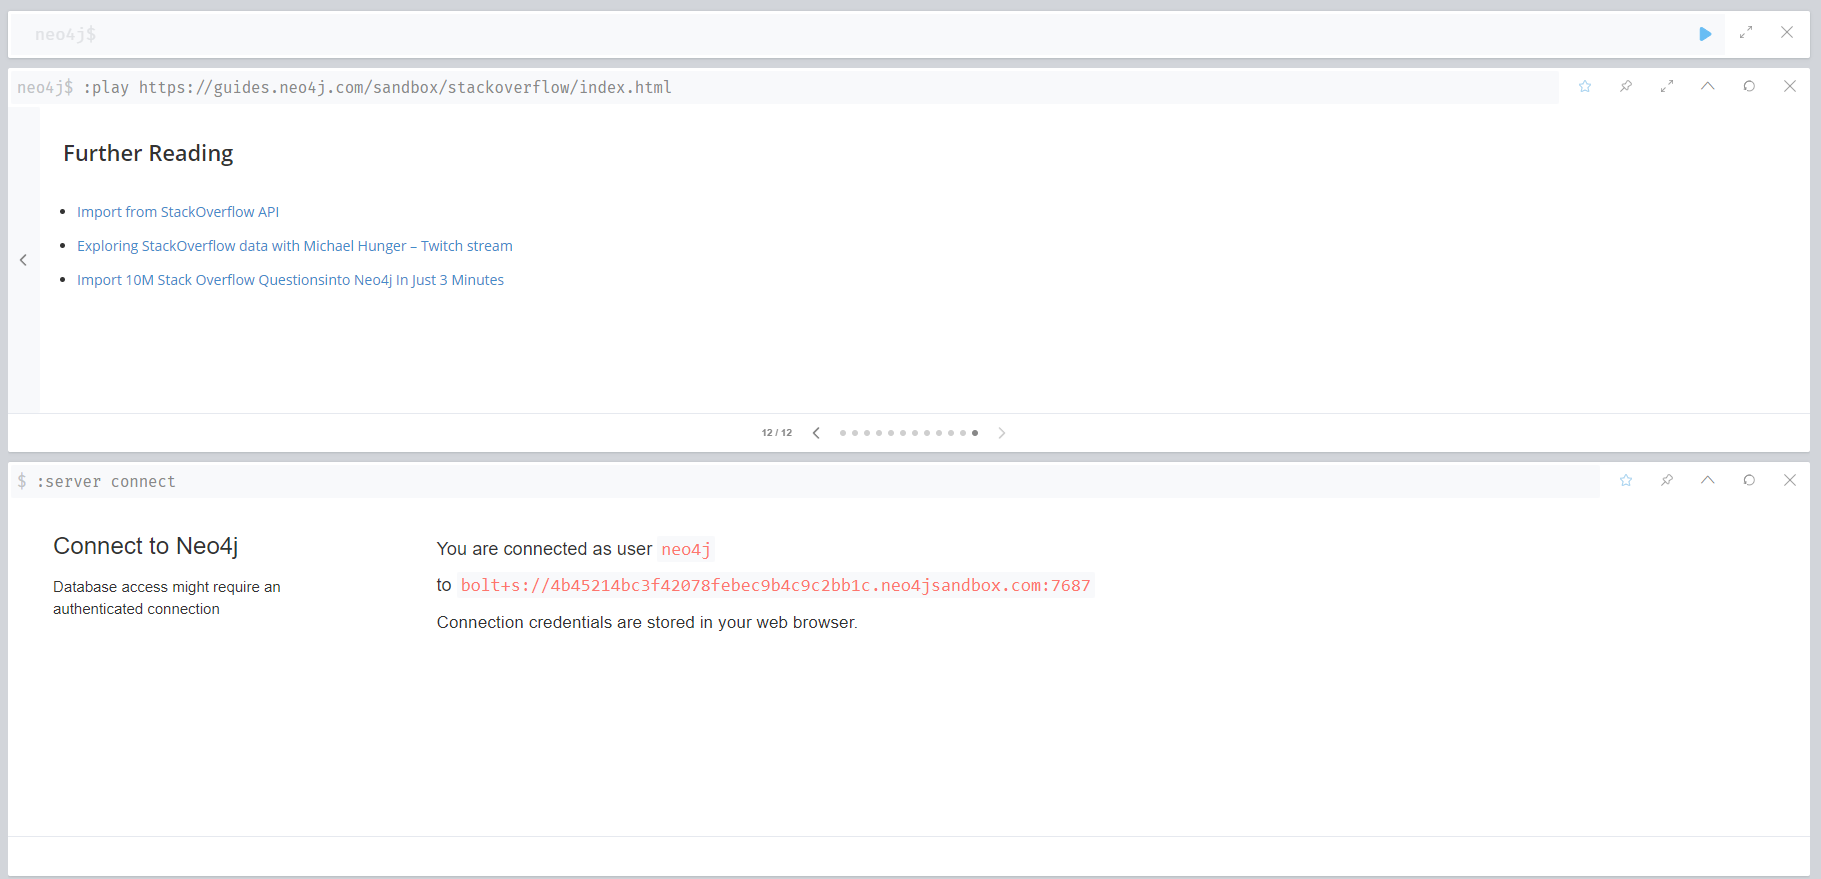 neo4j$
neo4j$ :play https://guides.neo4j.com/sandbox/stackoverflow/index.html
Further Reading
Import from StackOverflow API
Exploring StackOverflow data with Michael Hunger – Twitch stream
Import 10M Stack Overflow Questionsinto Neo4j In Just 3 Minutes
12 / 12
$ :server connect
Connect to Neo4j
Database access might require an
authenticated connection
You are connected as user neo4j
to bolt+s://4b45214bc3f42078febec9b4c9c2bb1c.neo4jsandbox.com:7687
Connection credentials are stored in your web browser.